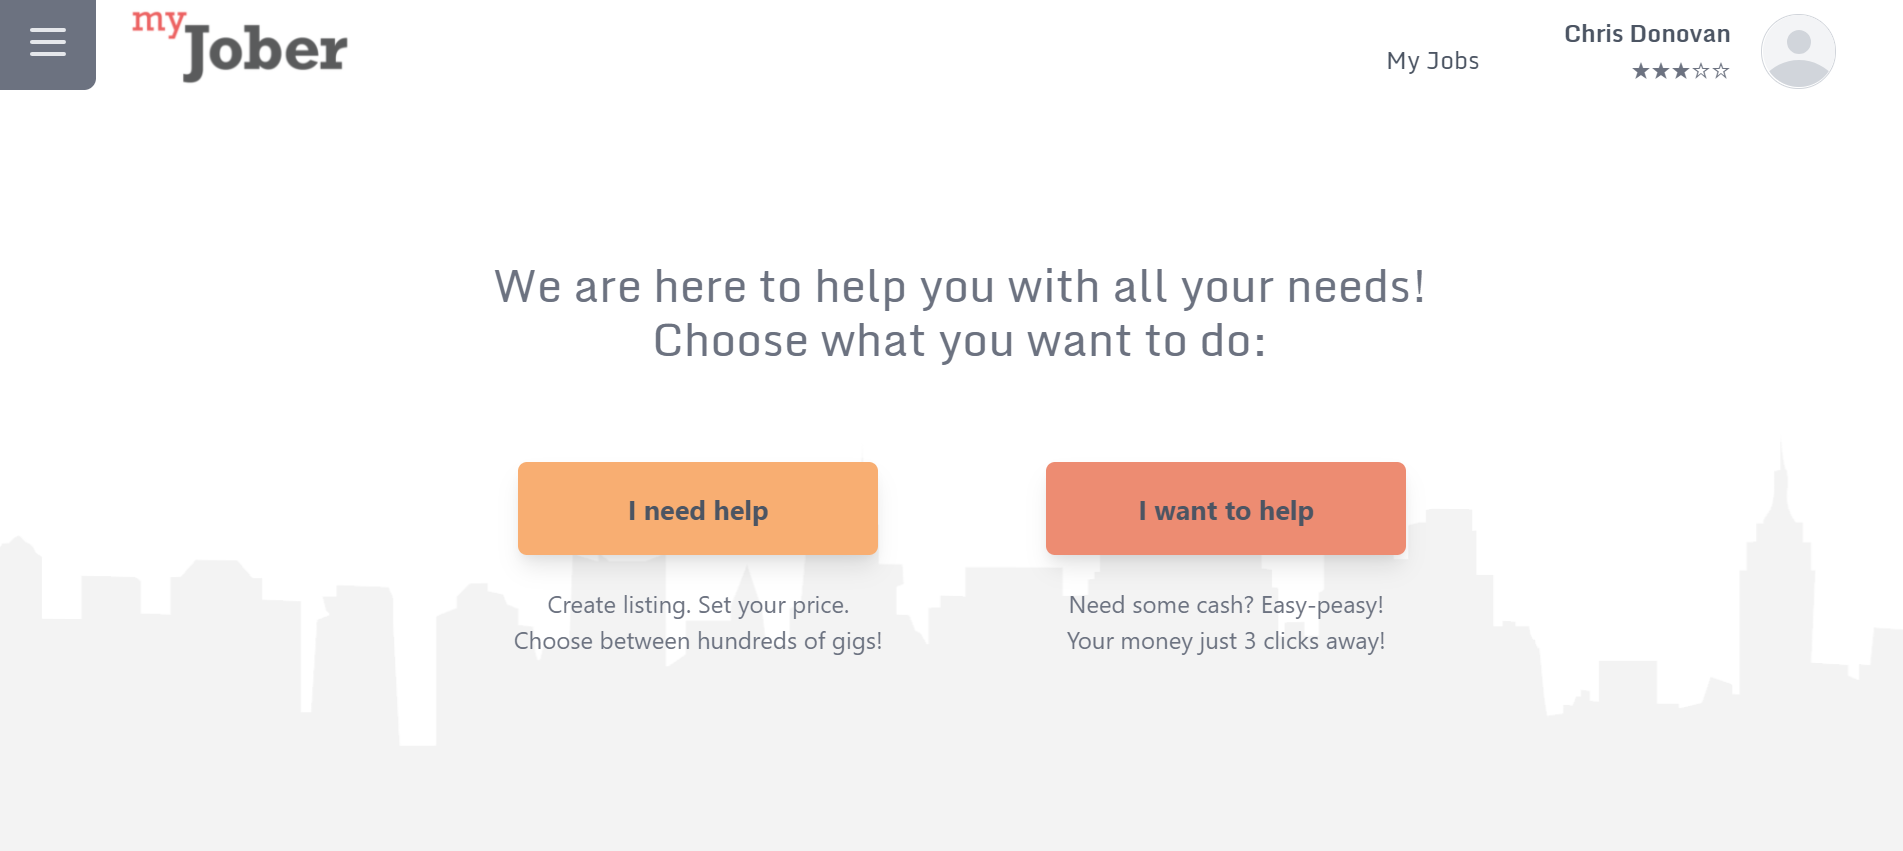 my
Jober
My Jobs
Chris Donovan
★★★☆☆
We are here to help you with all your needs!
Choose what you want to do:
I need help
I want to help
Create listing. Set your price.
Choose between hundreds of gigs!
Need some cash? Easy-peasy!
Your money just 3 clicks away!